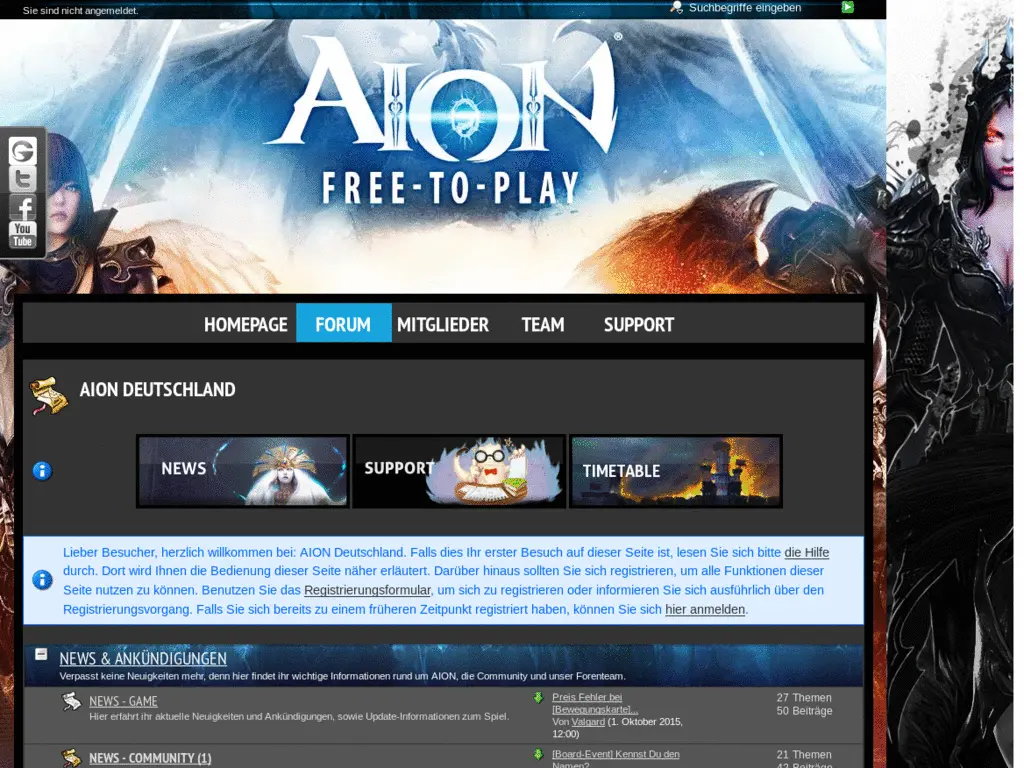 Sie sind nicht angemeldet.
Suchbegriffe eingeben
AION®
FREE-TO-PLAY
You
Tube
HOMEPAGE FORUM MITGLIEDER TEAM SUPPORT
AION DEUTSCHLAND
NEWS SUPPORT TIMETABLE
Lieber Besucher, herzlich willkommen bei: AION Deutschland. Falls dies Ihr erster Besuch auf dieser Seite ist, lesen Sie sich bitte die Hilfe
durch. Dort wird Ihnen die Bedienung dieser Seite näher erläutert. Darüber hinaus sollten Sie sich registrieren, um alle Funktionen dieser
Seite nutzen zu können. Benutzen Sie das Registrierungsformular, um sich zu registrieren oder informieren Sie sich ausführlich über den
Registrierungsvorgang. Falls Sie sich bereits zu einem früheren Zeitpunkt registriert haben, können Sie sich hier anmelden.
NEWS & ANKÜNDIGUNGEN
Verpasst keine Neuigkeiten mehr, denn hier findet ihr wichtige Informationen rund um AION, die Community und unser Forenteam.
NEWS - GAME
Hier erfahrt ihr aktuelle Neuigkeiten und Ankündigungen, sowie Update-Informationen zum Spiel.
Preis Fehler bei
[Bewegungskarte]...
Von Valgard (1. Oktober 2015,
12:00)
27 Themen
50 Beiträge
NEWS - COMMUNITY (1)
[Board-Event] Kennst Du den
Namen?
21 Themen
42 Beiträge